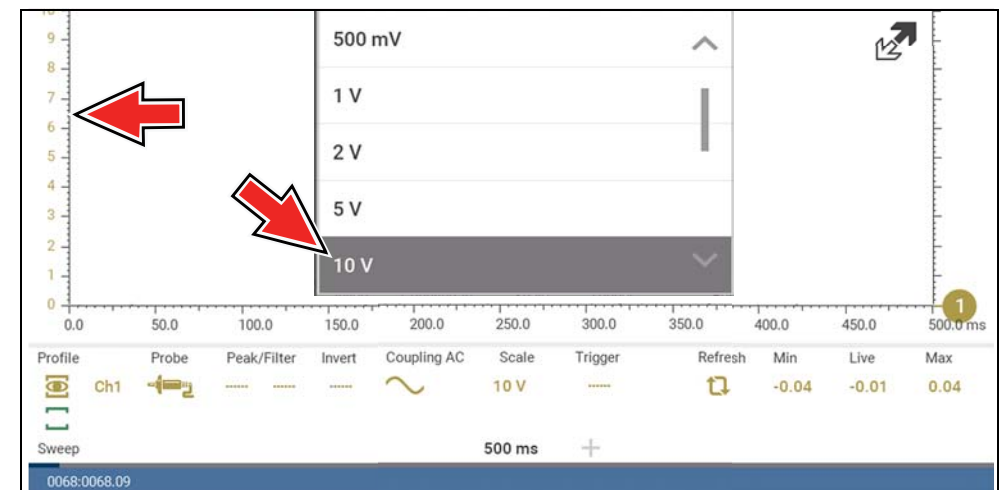 10
9
8
7
6
5
4
3
2
1
0
500 mV
1 V
2 V
5 V
10 V
1
0.0 50.0 100.0 150.0 200.0 250.0 300.0 350.0 400.0 450.0 500.0 ms
Profile Probe Peak/Filter Invert Coupling AC Scale Trigger Refresh Min Live Max
Ch1 ------ ------ ------ 10 V ------ -0.04 -0.01 0.04
Sweep 500 ms +
0068:0068.09